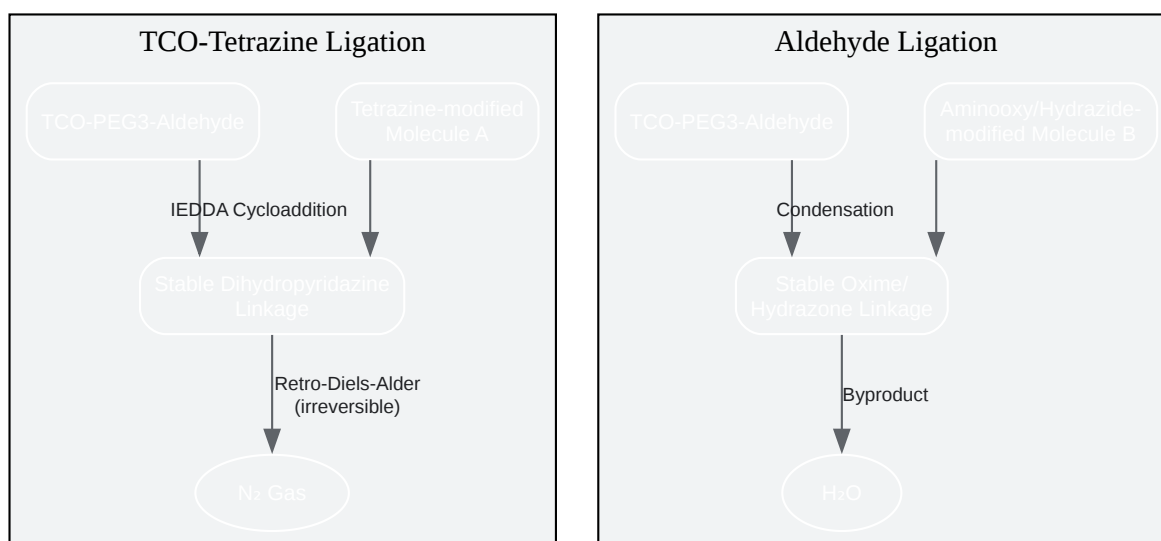 TCO-Tetrazine Ligation
TCO-PEG3-Aldehyde
Tetrazine-modified
Molecule A
IEDDA Cycloaddition
Stable Dihydropyridazine
Linkage
Retro-Diels-Alder
(irreversible)
N₂ Gas
Aldehyde Ligation
TCO-PEG3-Aldehyde
Aminooxy/Hydrazide-
modified Molecule B
Condensation
Stable Oxime/
Hydrazone Linkage
Byproduct
H₂O